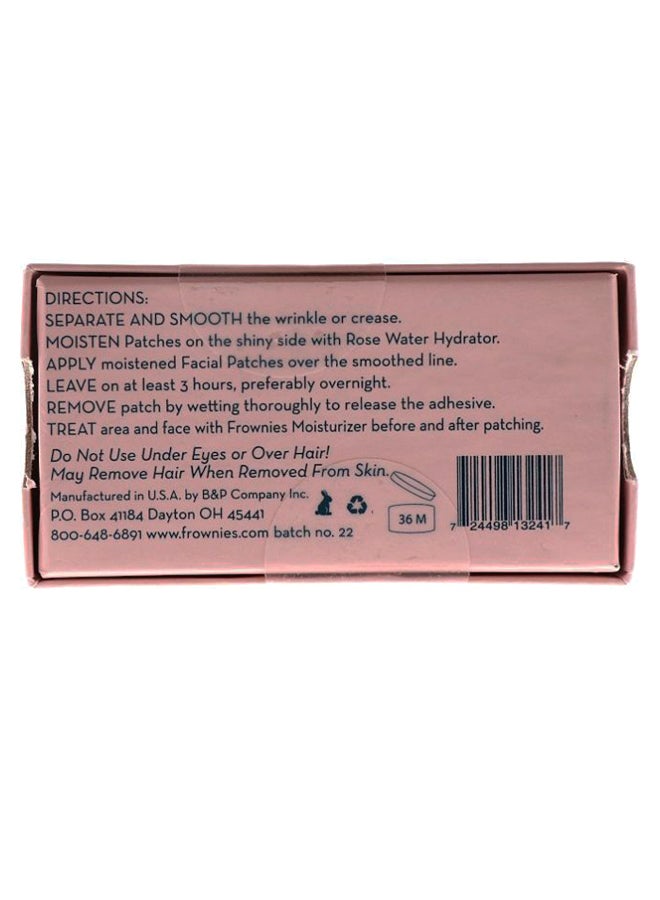 DIRECTIONS:
SEPARATE AND SMOOTH the wrinkle or crease.
MOISTEN Patches on the shiny side with Rose Water Hydrator.
APPLY moistened Facial Patches over the smoothed line.
LEAVE on at least 3 hours, preferably overnight.
REMOVE patch by wetting thoroughly to release the adhesive.
TREAT area and face with Frownies Moisturizer before and after patching.
Do Not Use Under Eyes or Over Hair!
May Remove Hair When Removed From Skin.
Manufactured in U.S.A. by B&P Company Inc.
P.O. Box 41184 Dayton OH 45441
800-648-6891 www.frownies.com batch no. 22
36 M
7 24498 13241 7